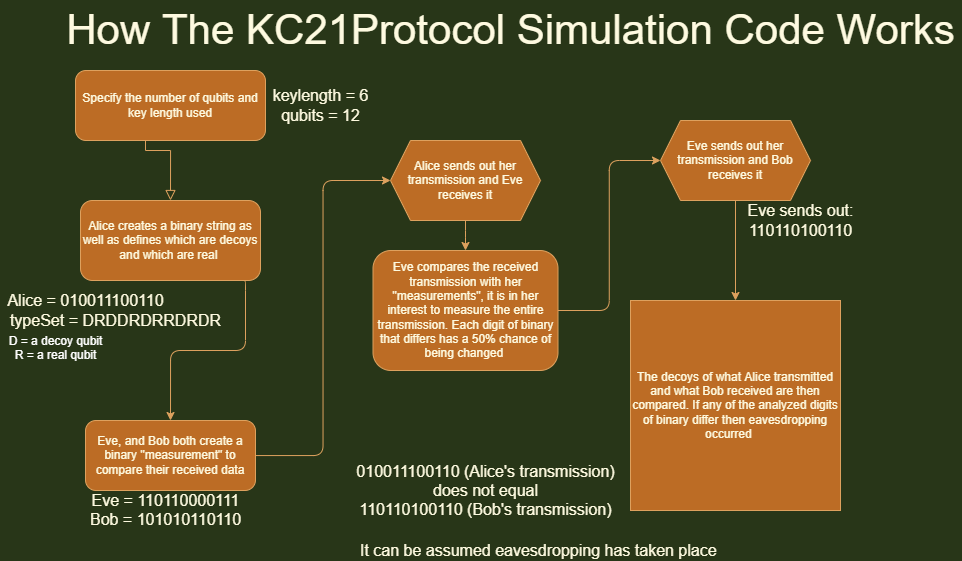 How The KC21Protocol Simulation Code Works
Specify the number of qubits and
key length used
keylength = 6
qubits = 12
Alice creates a binary string as
well as defines which are decoys
and which are real
Alice = 010011100110
typeSet = DRDDRDRRDRDR
D = a decoy qubit
R = a real qubit
Eve, and Bob both create a
binary "measurement" to
compare their received data
Eve = 110110000111
Bob = 101010110110
Alice sends out her
transmission and Eve
receives it
Eve compares the received
transmission with her
"measurements", it is in her
interest to measure the entire
transmission. Each digit of binary
that differs has a 50% chance of
being changed
Eve sends out her
transmission and Bob
receives it
Eve sends out:
110110100110
The decoys of what Alice transmitted
and what Bob received are then
compared. If any of the analyzed digits
of binary differ then eavesdropping
occurred
010011100110 (Alice's transmission)
does not equal
110110100110 (Bob's transmission)
It can be assumed eavesdropping has taken place